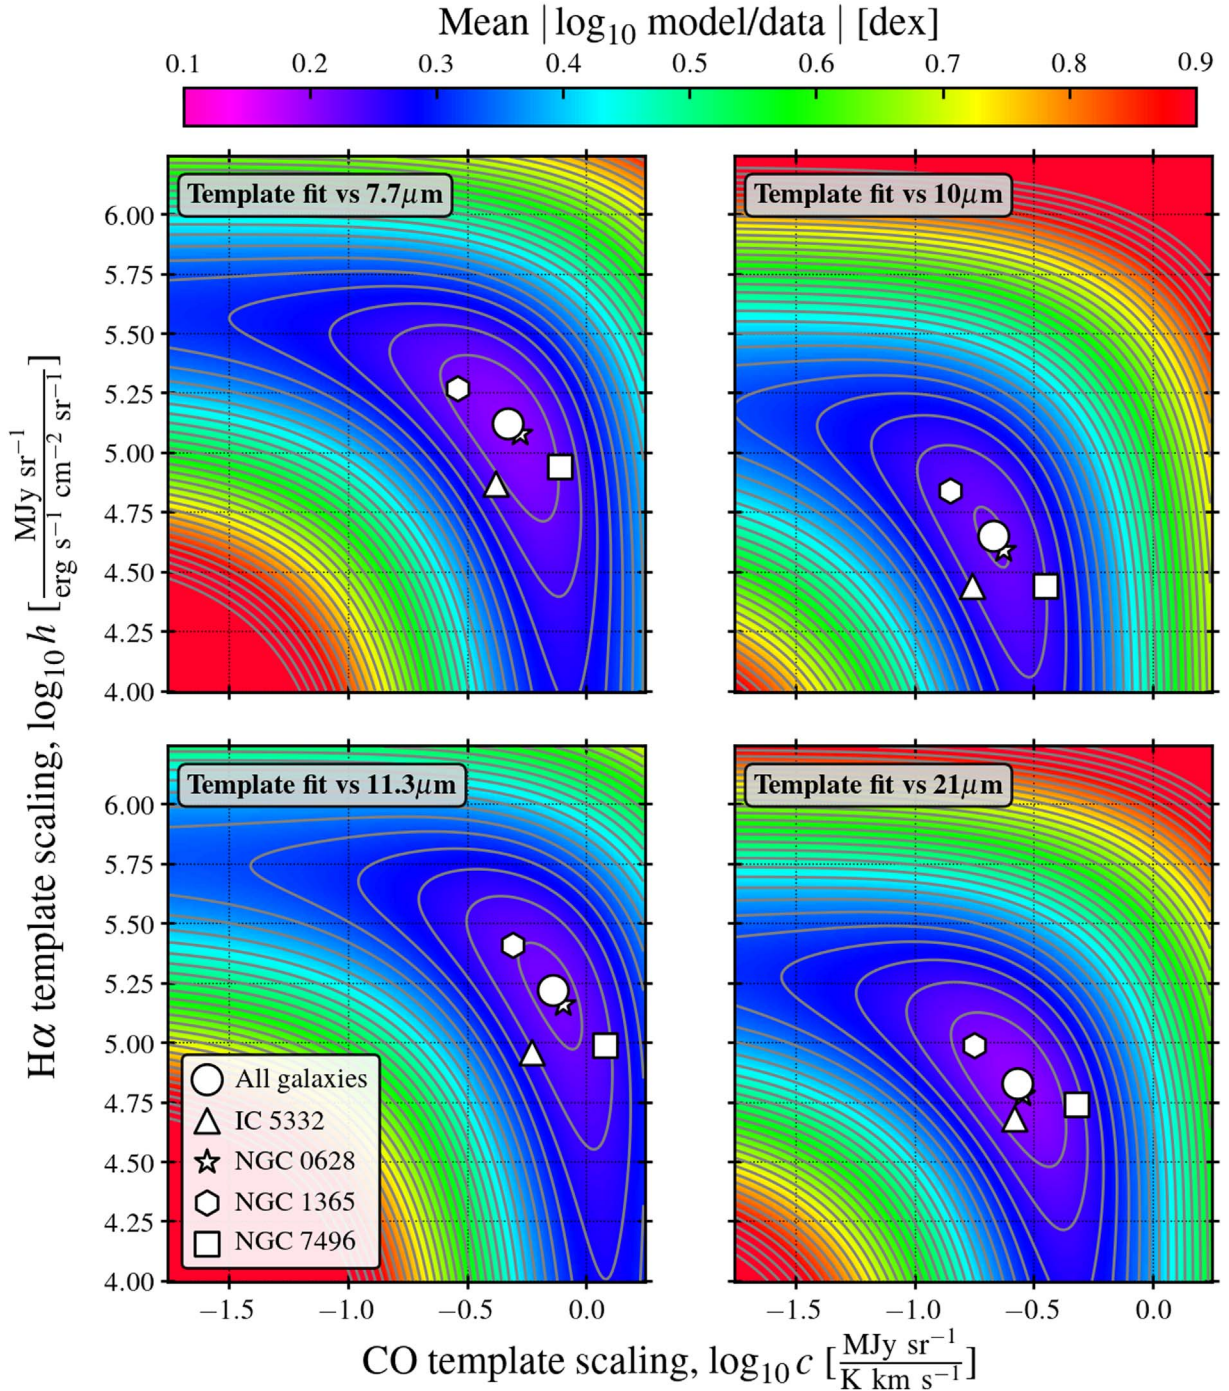 Mean | log₁₀ model/data | [dex]
0.1 0.2 0.3 0.4 0.5 0.6 0.7 0.8 0.9
Template fit vs 7.7μm
Template fit vs 10μm
6.00
5.75
5.50
5.25
5.00
4.75
4.50
4.25
4.00
Hα template scaling, log₁₀ h [MJy sr⁻¹ / erg s⁻¹ cm⁻² sr⁻¹]
Template fit vs 11.3μm
Template fit vs 21μm
6.00
5.75
5.50
5.25
5.00
4.75
4.50
4.25
4.00
All galaxies
IC 5332
NGC 0628
NGC 1365
NGC 7496
−1.5 −1.0 −0.5 0.0
−1.5 −1.0 −0.5 0.0
CO template scaling, log₁₀ c [MJy sr⁻¹ / K km s⁻¹]